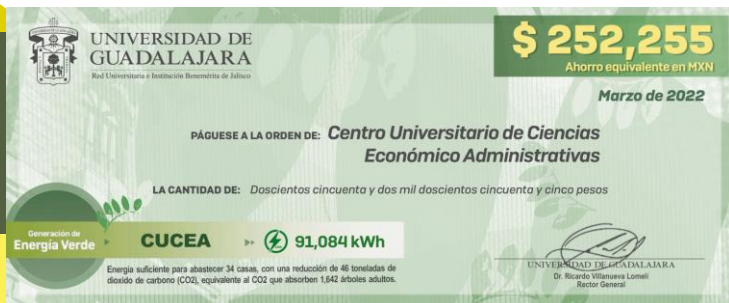 UNIVERSIDAD DE
GUADALAJARA
Red Universitaria e Institución Benemérita de Jalisco
$ 252,255
Ahorro equivalente en MXN
Marzo de 2022
PÁGUESE A LA ORDEN DE: Centro Universitario de Ciencias
Económico Administrativas
LA CANTIDAD DE: Doscientos cincuenta y dos mil doscientos cincuenta y cinco pesos
Generación de
Energía Verde
CUCEA
91,084 kWh
Energía suficiente para abastecer 34 casas, con una reducción de 46 toneladas de
dioxido de carbono (CO2), equivalente al CO2 que absorben 1,642 árboles adultos.
UNIVERSIDAD DE GUADALAJARA
Dr. Ricardo Villanueva Lomelí
Rector General